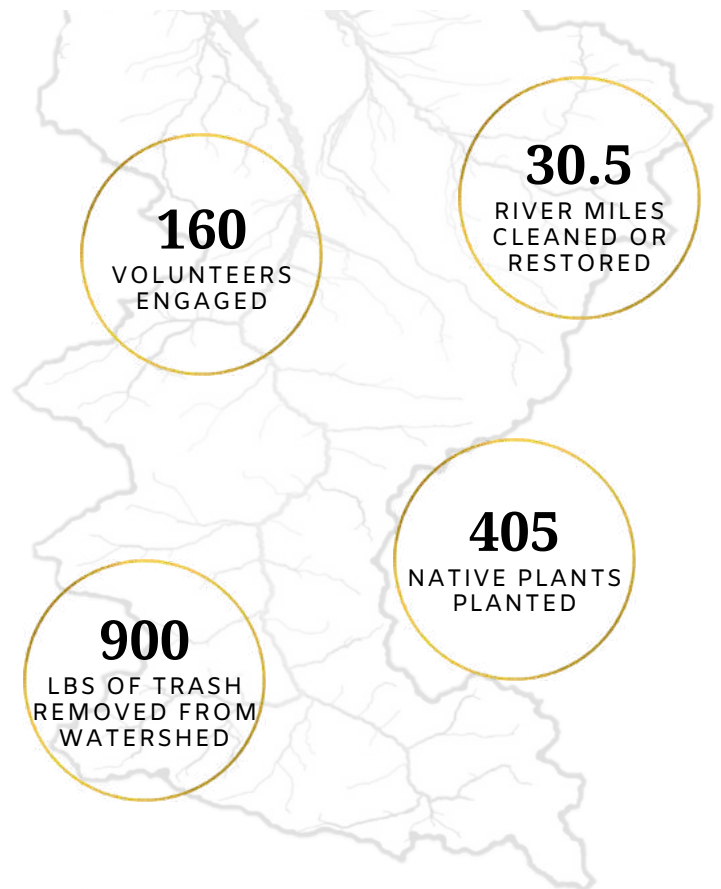 160
VOLUNTEERS
ENGAGED
30.5
RIVER MILES
CLEANED OR
RESTORED
405
NATIVE PLANTS
PLANTED
900
LBS OF TRASH
REMOVED FROM
WATERSHED